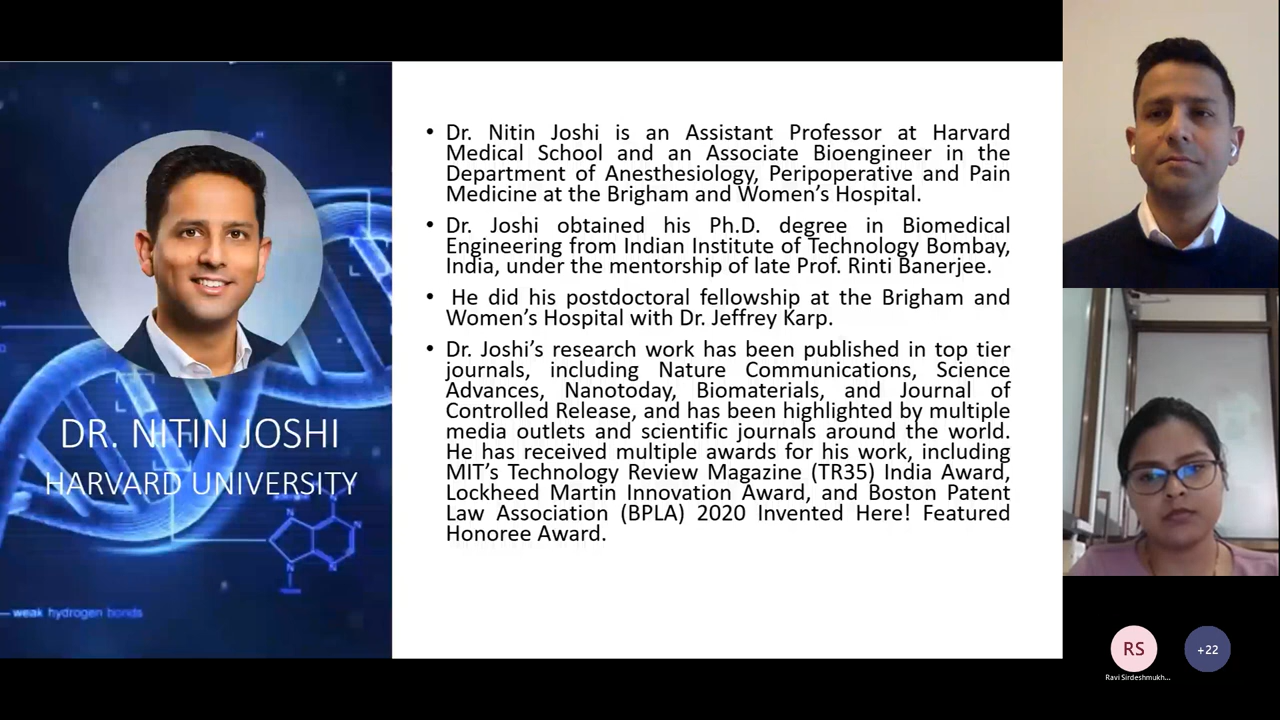 DR. NITIN JOSHI
HARVARD UNIVERSITY
weak hydrogen bonds
• Dr. Nitin Joshi is an Assistant Professor at Harvard
Medical School and an Associate Bioengineer in the
Department of Anesthesiology, Peripoperative and Pain
Medicine at the Brigham and Women's Hospital.
• Dr. Joshi obtained his Ph.D. degree in Biomedical
Engineering from Indian Institute of Technology Bombay,
India, under the mentorship of late Prof. Rinti Banerjee.
• He did his postdoctoral fellowship at the Brigham and
Women's Hospital with Dr. Jeffrey Karp.
• Dr. Joshi's research work has been published in top tier
journals, including Nature Communications, Science
Advances, Nanotoday, Biomaterials, and Journal of
Controlled Release, and has been highlighted by multiple
media outlets and scientific journals around the world.
He has received multiple awards for his work, including
MIT's Technology Review Magazine (TR35) India Award,
Lockheed Martin Innovation Award, and Boston Patent
Law Association (BPLA) 2020 Invented Here! Featured
Honoree Award.
RS
+22
Ravi Sirdeshmukh...